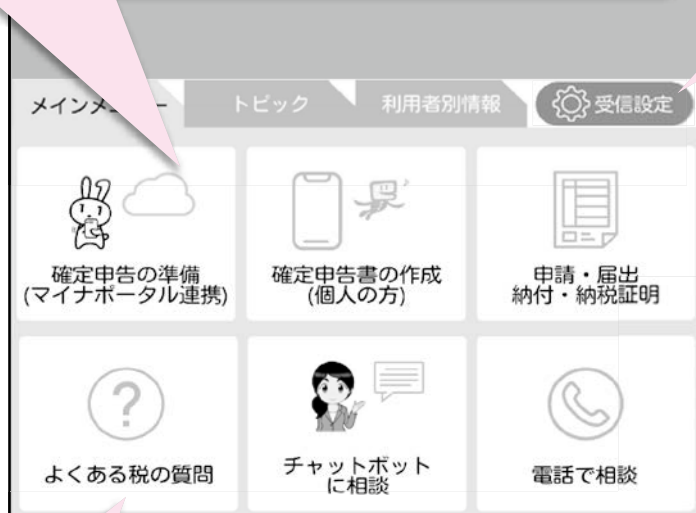 メインメニュー
トピック
利用者別情報
受信設定
確定申告の準備
(マイナポータル連携)
確定申告書の作成
(個人の方)
申請・届出
納付・納税証明
よくある税の質問
チャットボット
に相談
電話で相談